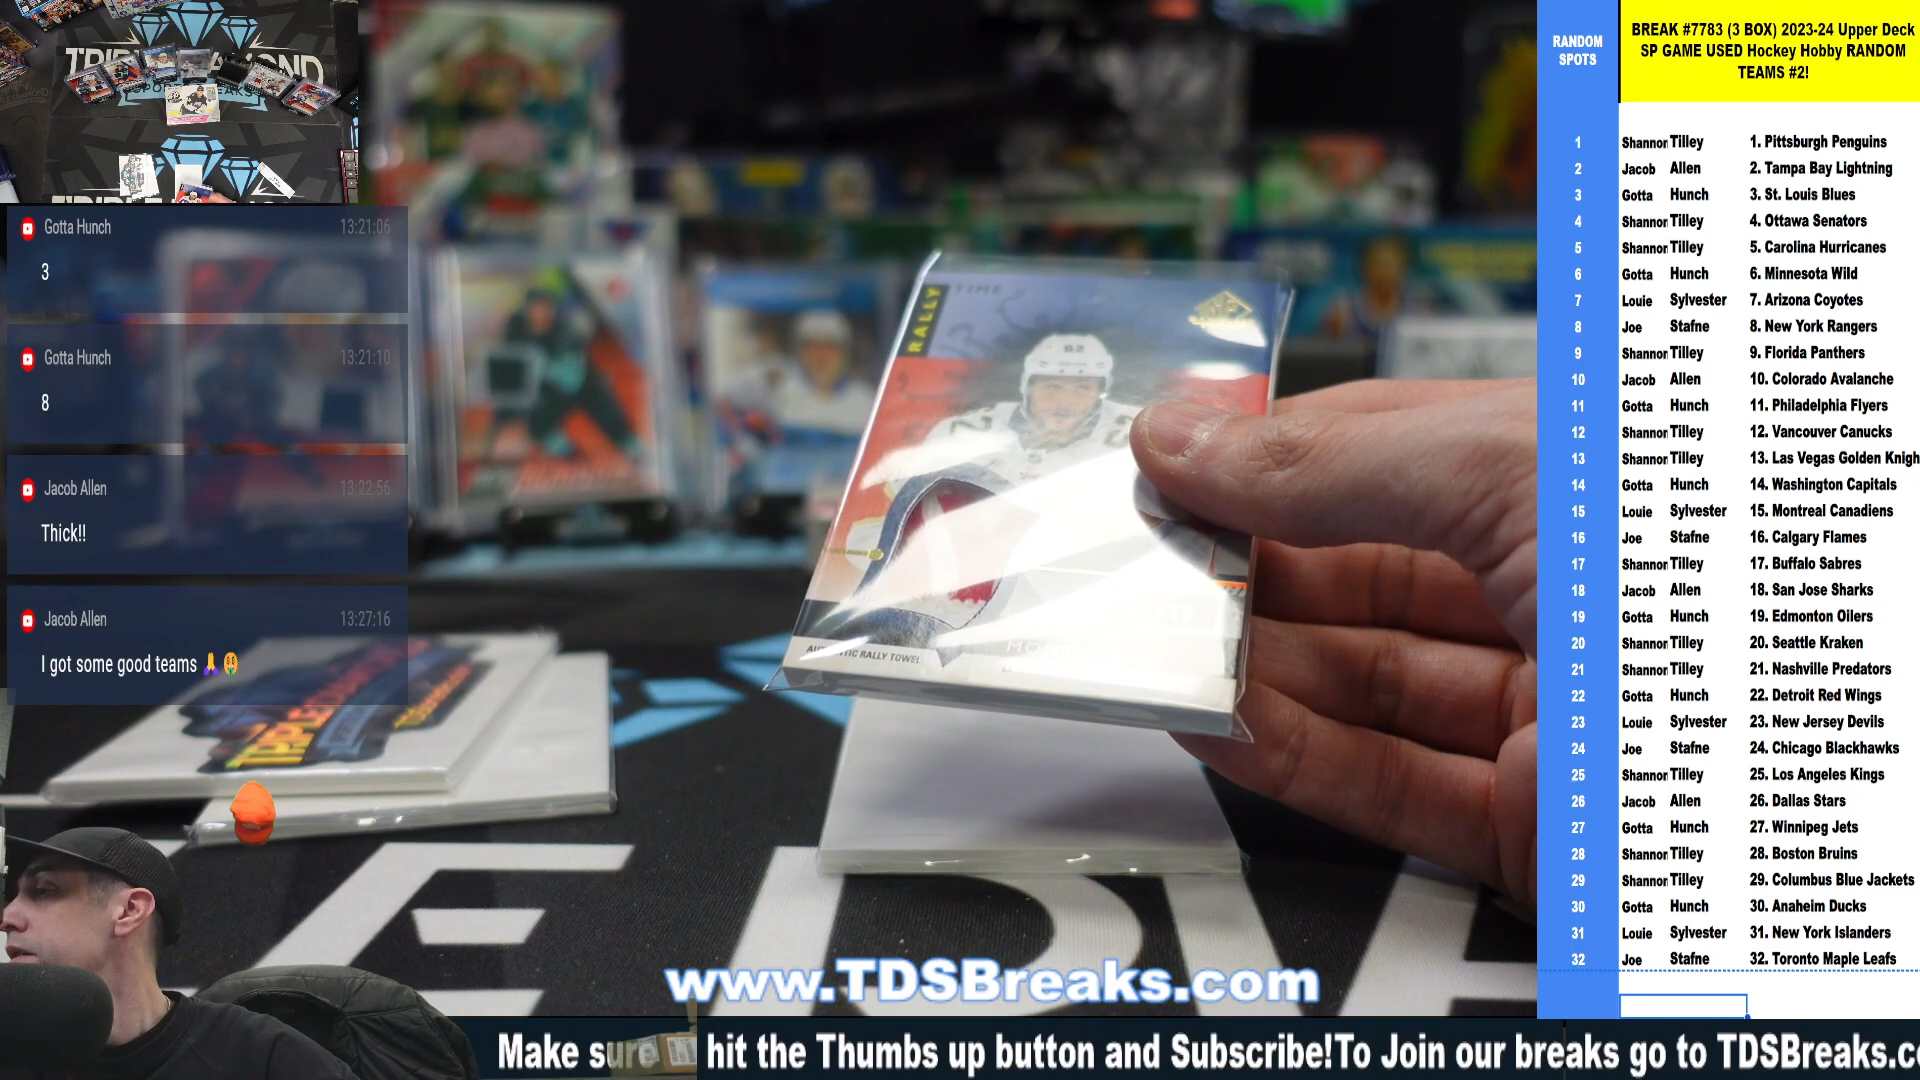 TRIPLE DIAMOND
SPORTS BREAKS
Gotta Hunch 13:21:06
3
Gotta Hunch 13:21:10
8
Jacob Allen 13:22:56
Thick!!
Jacob Allen 13:27:16
I got some good teams 🙏🤑
RALLY TIME
62
AUTHENTIC RALLY TOWEL
www.TDSBreaks.com
Make sure hit the Thumbs up button and Subscribe!To Join our breaks go to TDSBreaks.c
RANDOM SPOTS
BREAK #7783 (3 BOX) 2023-24 Upper Deck
SP GAME USED Hockey Hobby RANDOM
TEAMS #2!
1 Shannon Tilley 1. Pittsburgh Penguins
2 Jacob Allen 2. Tampa Bay Lightning
3 Gotta Hunch 3. St. Louis Blues
4 Shannon Tilley 4. Ottawa Senators
5 Shannon Tilley 5. Carolina Hurricanes
6 Gotta Hunch 6. Minnesota Wild
7 Louie Sylvester 7. Arizona Coyotes
8 Joe Stafne 8. New York Rangers
9 Shannon Tilley 9. Florida Panthers
10 Jacob Allen 10. Colorado Avalanche
11 Gotta Hunch 11. Philadelphia Flyers
12 Shannon Tilley 12. Vancouver Canucks
13 Shannon Tilley 13. Las Vegas Golden Knigh
14 Gotta Hunch 14. Washington Capitals
15 Louie Sylvester 15. Montreal Canadiens
16 Joe Stafne 16. Calgary Flames
17 Shannon Tilley 17. Buffalo Sabres
18 Jacob Allen 18. San Jose Sharks
19 Gotta Hunch 19. Edmonton Oilers
20 Shannon Tilley 20. Seattle Kraken
21 Shannon Tilley 21. Nashville Predators
22 Gotta Hunch 22. Detroit Red Wings
23 Louie Sylvester 23. New Jersey Devils
24 Joe Stafne 24. Chicago Blackhawks
25 Shannon Tilley 25. Los Angeles Kings
26 Jacob Allen 26. Dallas Stars
27 Gotta Hunch 27. Winnipeg Jets
28 Shannon Tilley 28. Boston Bruins
29 Shannon Tilley 29. Columbus Blue Jackets
30 Gotta Hunch 30. Anaheim Ducks
31 Louie Sylvester 31. New York Islanders
32 Joe Stafne 32. Toronto Maple Leafs